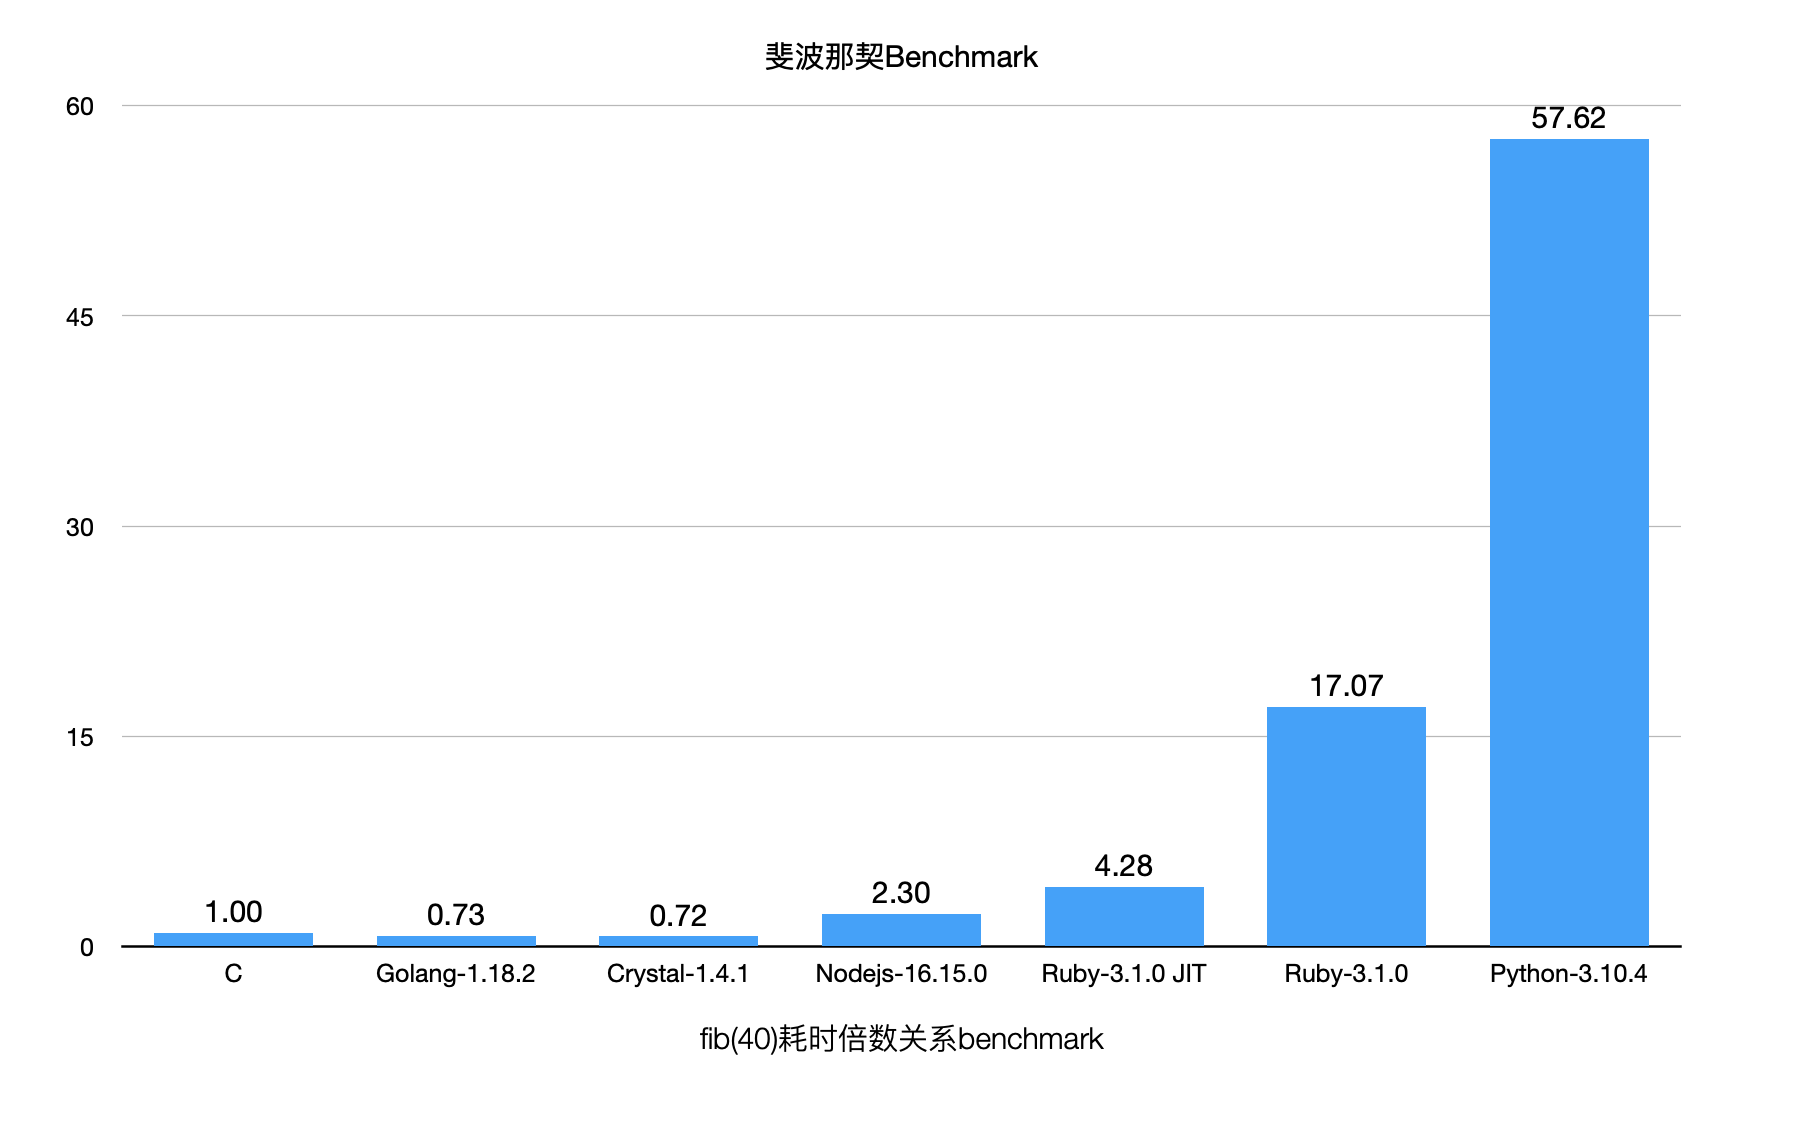 斐波那契Benchmark
60
57.62
45
30
17.07
15
4.28
2.30
1.00
0.73
0.72
0
C
Golang-1.18.2
Crystal-1.4.1
Nodejs-16.15.0
Ruby-3.1.0 JIT
Ruby-3.1.0
Python-3.10.4
fib(40)耗时倍数关系benchmark